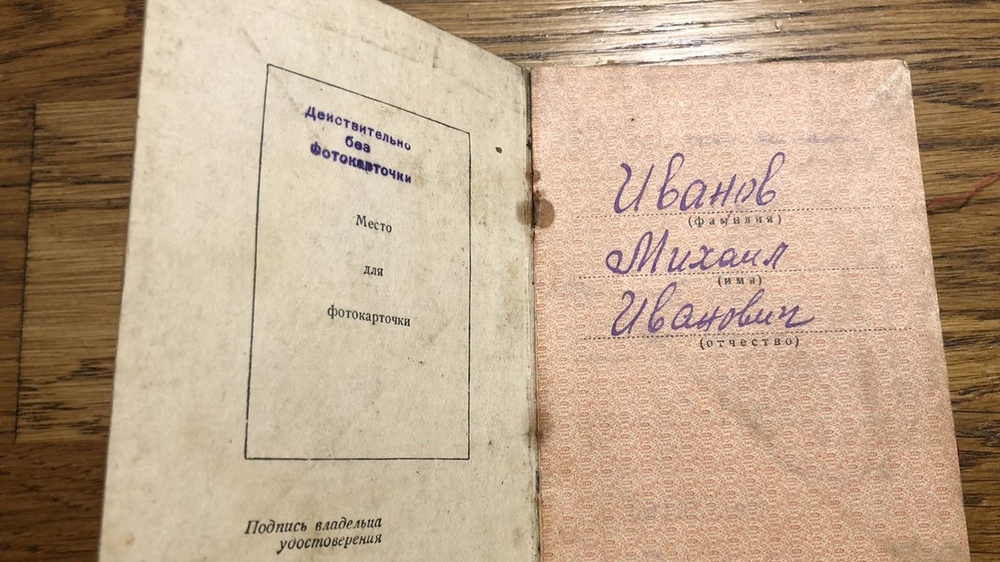 Действительно
без
фотокарточки
Место
для
фотокарточки
Подпись владельца
удостоверения
Иванов
(фамилия)
Михаил
(имя)
Иванович
(отчество)